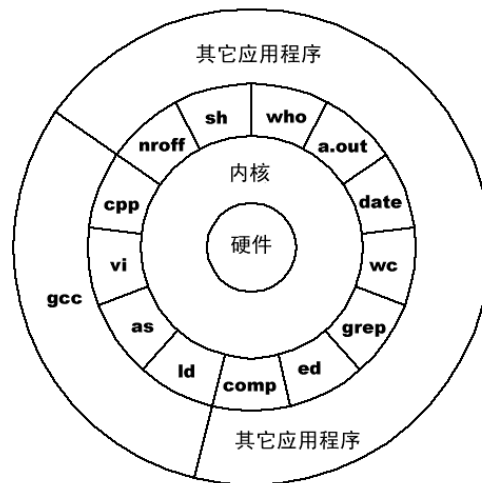 其它应用程序
sh
who
nroff
a.out
内核
cpp
date
硬件
vi
wc
gcc
as
grep
ld
comp
ed
其它应用程序